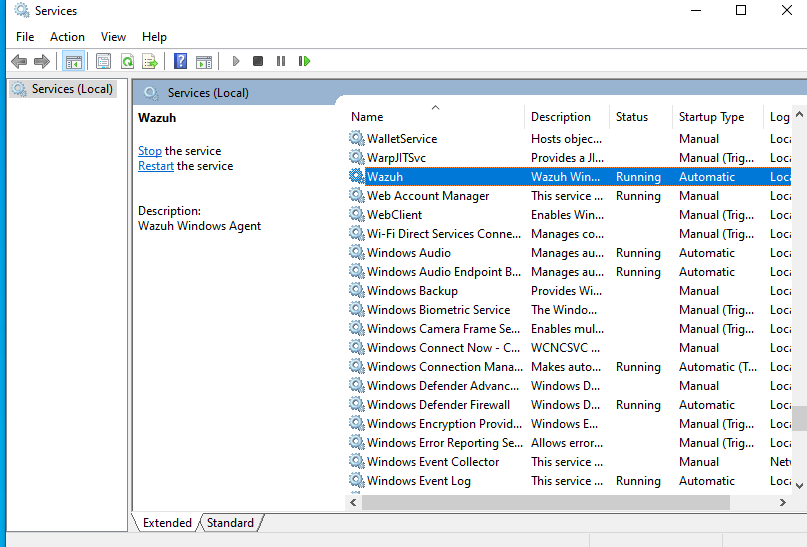 Services
File Action View Help
Services (Local)
Services (Local)
Wazuh
Stop the service
Restart the service
Description:
Wazuh Windows Agent
Name Description Status Startup Type Log
WalletService Hosts objec... Manual Loca
WarpJITSvc Provides a JI... Manual (Trig... Loca
Wazuh Wazuh Win... Running Automatic Loca
Web Account Manager This service ... Running Manual Loca
WebClient Enables Win... Manual (Trig... Loca
Wi-Fi Direct Services Conne... Manages co... Manual (Trig... Loca
Windows Audio Manages au... Running Automatic Loca
Windows Audio Endpoint B... Manages au... Running Automatic Loca
Windows Backup Provides Wi... Manual Loca
Windows Biometric Service The Windo... Manual (Trig... Loca
Windows Camera Frame Se... Enables mul... Manual (Trig... Loca
Windows Connect Now - C... WCNCSVC ... Manual Loca
Windows Connection Mana... Makes auto... Running Automatic (T... Loca
Windows Defender Advanc... Windows D... Manual Loca
Windows Defender Firewall Windows D... Running Automatic Loca
Windows Encryption Provid... Windows E... Manual (Trig... Loca
Windows Error Reporting Se... Allows error... Manual (Trig... Loca
Windows Event Collector This service ... Manual Netv
Windows Event Log This service ... Running Automatic Loca
Extended Standard